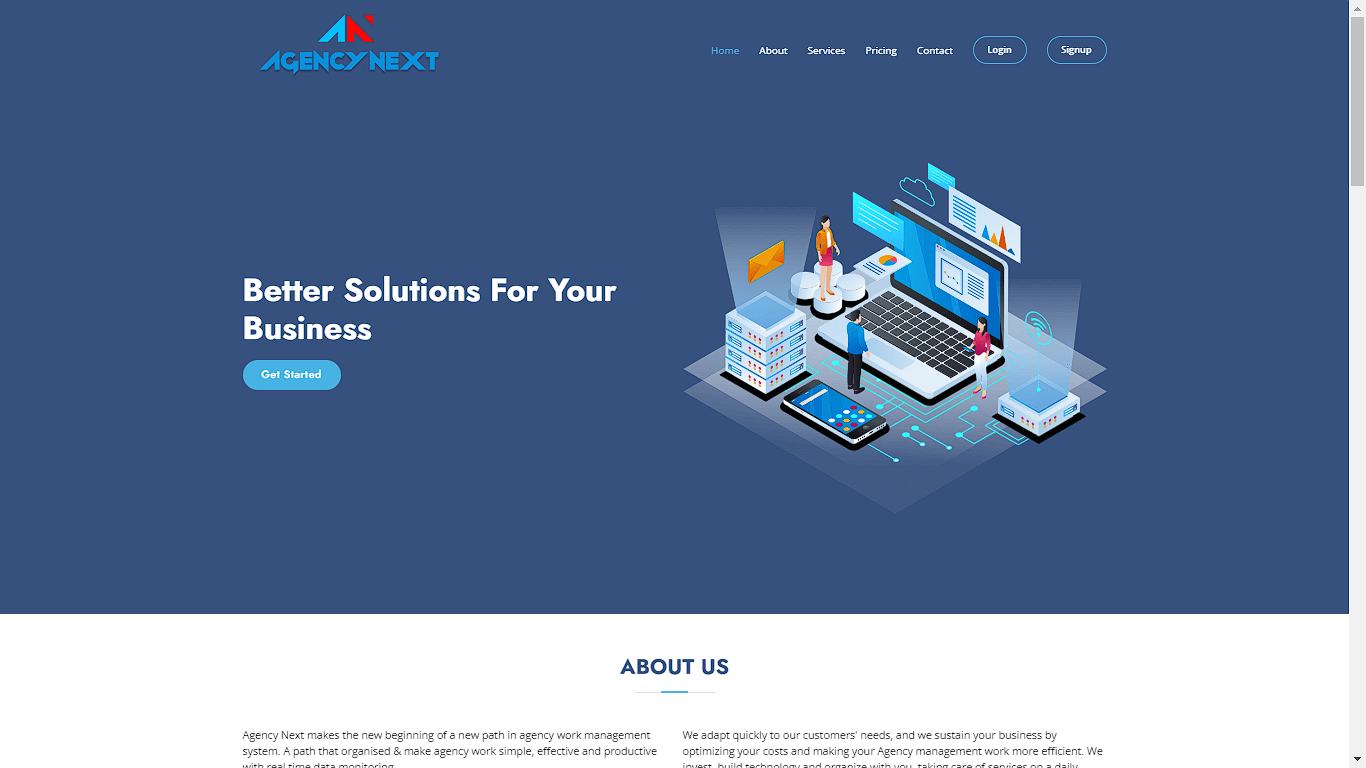 AGENCY NEXT
Home
About
Services
Pricing
Contact
Login
Signup
Better Solutions For Your
Business
Get Started
ABOUT US
Agency Next makes the new beginning of a new path in agency work management
system. A path that organised & make agency work simple, effective and productive
with real time data monitoring.
We adapt quickly to our customers' needs, and we sustain your business by
optimizing your costs and making your Agency management work more efficient. We
invest, build technology and organize with you, taking care of services on a daily